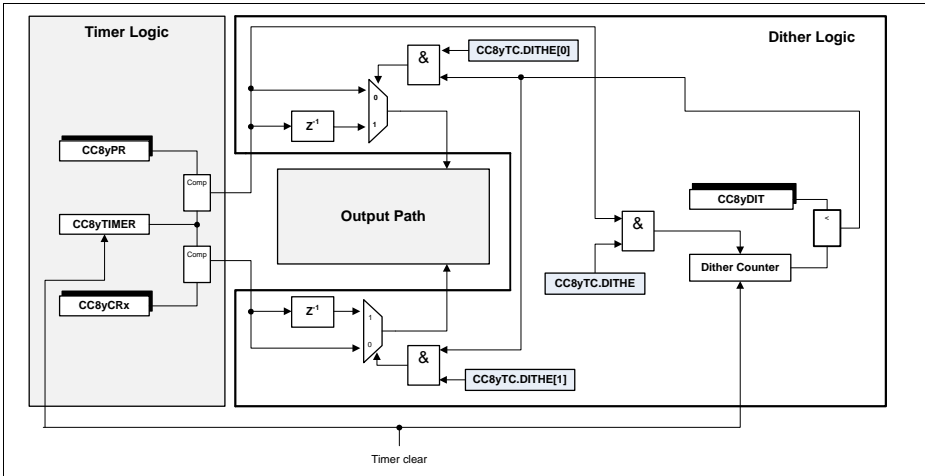 Timer Logic
Dither Logic
&
CC8yTC.DITHE[0]
0
Z-1
1
CC8yPR
Comp
CC8yDIT
Output Path
<
CC8yTIMER
&
Comp
Dither Counter
CC8yTC.DITHE
CC8yCRx
Z-1
1
0
&
CC8yTC.DITHE[1]
Timer clear